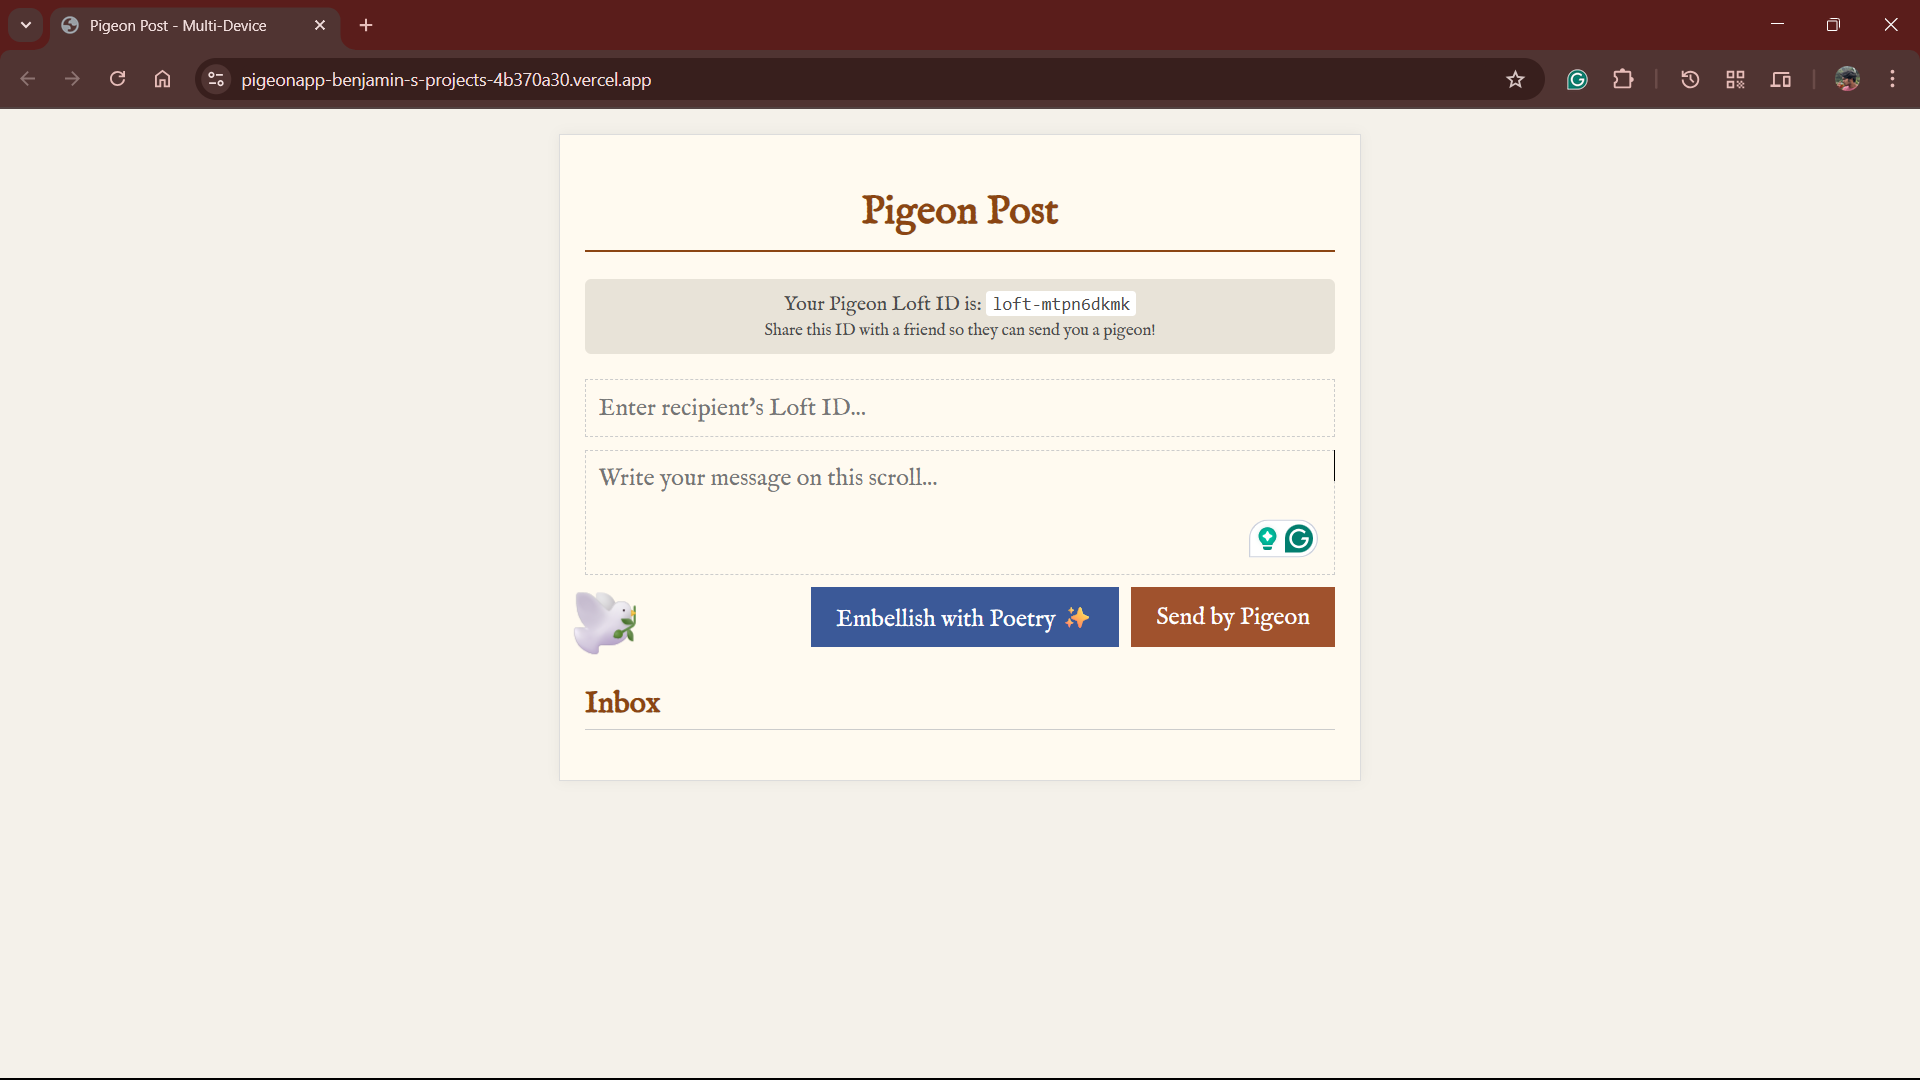 Pigeon Post - Multi-Device
pigeonapp-benjamin-s-projects-4b370a30.vercel.app
Pigeon Post
Your Pigeon Loft ID is: loft-mtpn6dkmk
Share this ID with a friend so they can send you a pigeon!
Enter recipient's Loft ID...
Write your message on this scroll...
Embellish with Poetry ✨
Send by Pigeon
Inbox